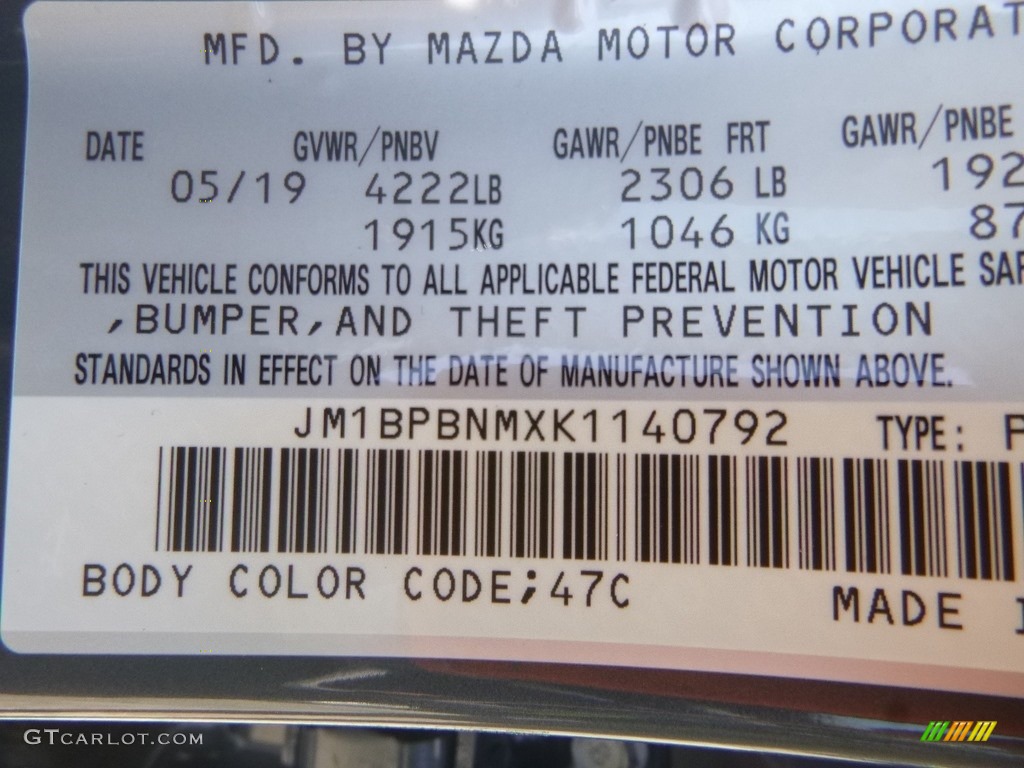 MFD. BY MAZDA MOTOR CORPORAT
DATE GVWR/PNBV GAWR/PNBE FRT GAWR/PNBE
05/19 4222LB 2306 LB 192
1915KG 1046 KG 87
THIS VEHICLE CONFORMS TO ALL APPLICABLE FEDERAL MOTOR VEHICLE SAF
,BUMPER,AND THEFT PREVENTION
STANDARDS IN EFFECT ON THE DATE OF MANUFACTURE SHOWN ABOVE.
JM1BPBNMXK1140792 TYPE: P
BODY COLOR CODE;47C
MADE I
GTCARLOT.COM